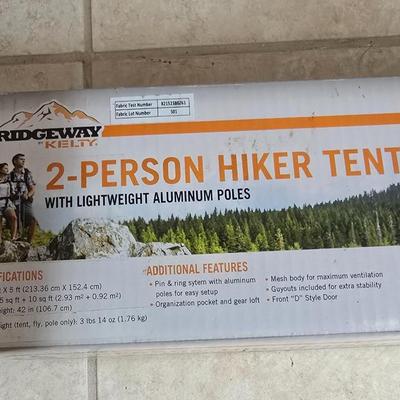 Fabric Test Number 82152186261
Fabric Lot Number 501
RIDGEWAY
BY KELTY
2-PERSON HIKER TENT
WITH LIGHTWEIGHT ALUMINUM POLES
FICATIONS
X 5 ft (213.36 cm X 152.4 cm)
5 sq ft + 10 sq ft (2.93 m² + 0.92 m²)
eight: 42 in (106.7 cm)
ight (tent, fly, pole only): 3 lbs 14 oz (1.76 kg)
ADDITIONAL FEATURES
• Pin & ring sytem with aluminum
poles for easy setup
• Organization pocket and gear loft
• Mesh body for maximum ventilation
• Guyouts included for extra stability
• Front "D" Style Door